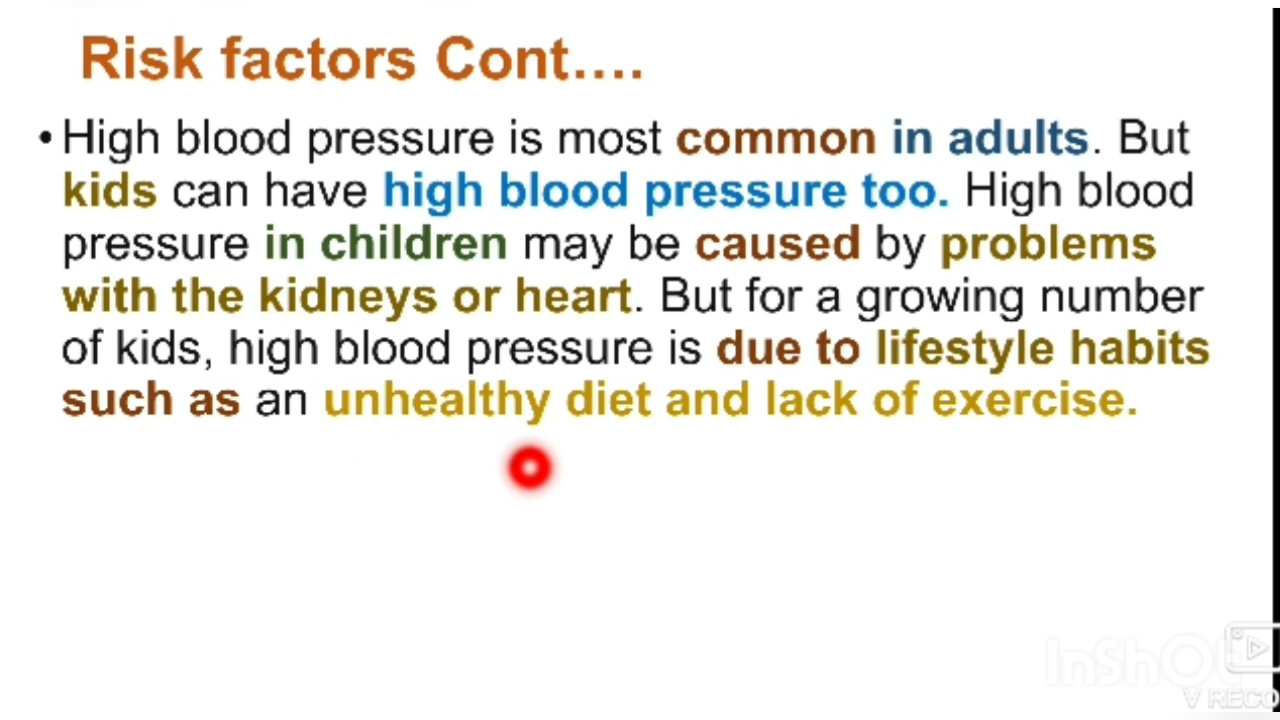 Risk factors Cont....
• High blood pressure is most common in adults. But
kids can have high blood pressure too. High blood
pressure in children may be caused by problems
with the kidneys or heart. But for a growing number
of kids, high blood pressure is due to lifestyle habits
such as an unhealthy diet and lack of exercise.